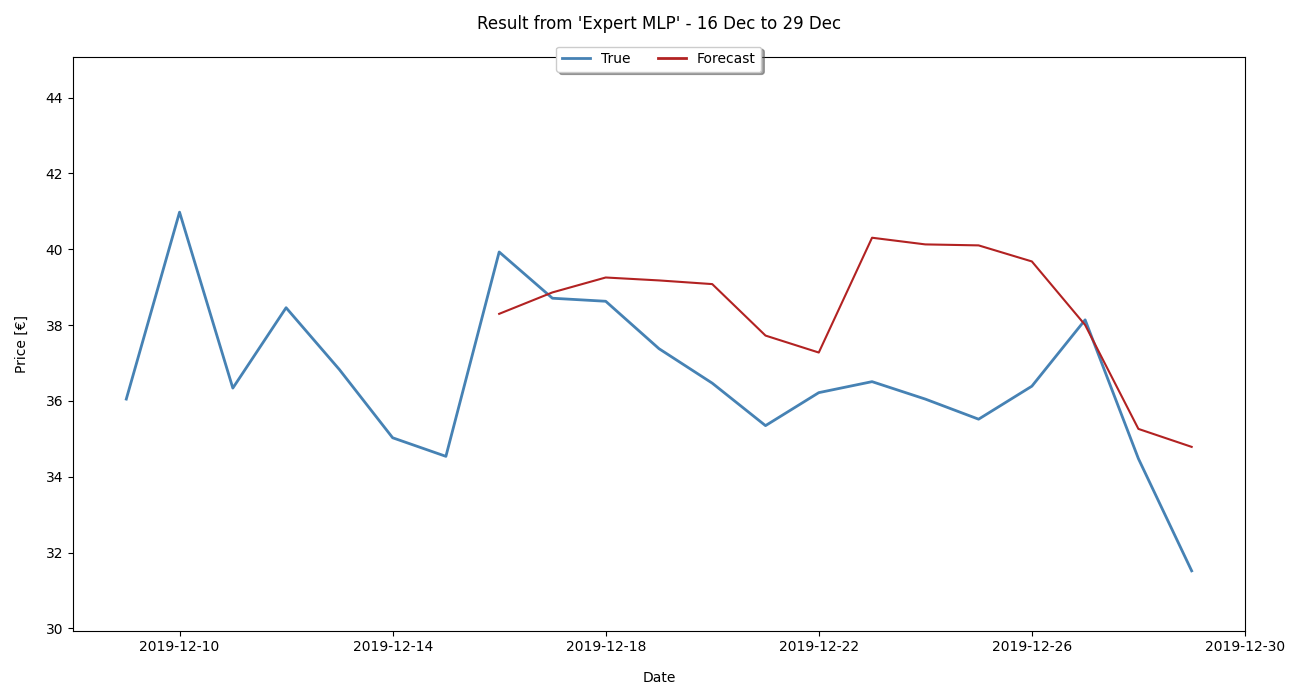 Result from 'Expert MLP' - 16 Dec to 29 Dec
True Forecast
44
42
40
38
36
34
32
30
Price [€]
2019-12-10 2019-12-14 2019-12-18 2019-12-22 2019-12-26 2019-12-30
Date